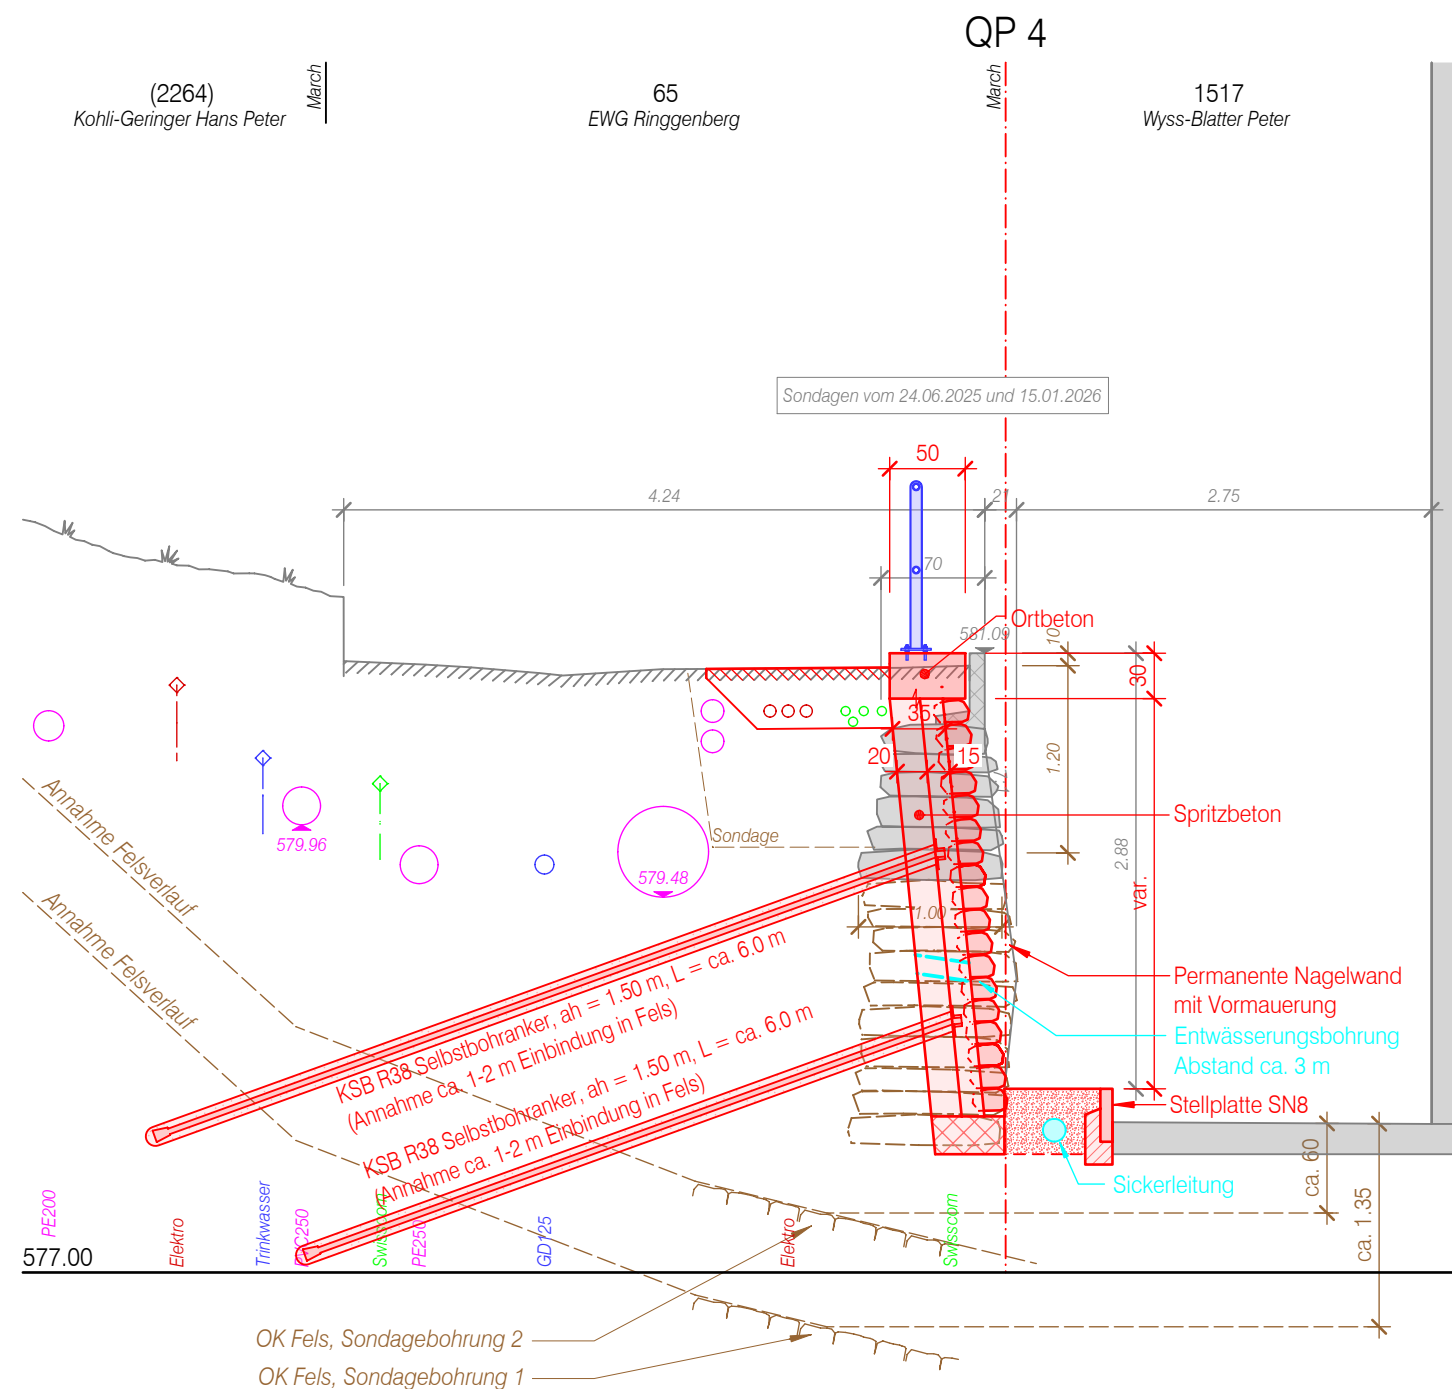 QP 4
March
March
(2264)
Kohli-Geringer Hans Peter
65
EWG Ringgenberg
1517
Wyss-Blatter Peter
Sondagen vom 24.06.2025 und 15.01.2026
50
4.24
21
2.75
70
Ortbeton
581.09
10
30
35
20
15
1.20
Spritzbeton
2.88
var.
Annahme Felsverlauf
579.96
579.48
Sondage
1.00
Annahme Felsverlauf
KSB R38 Selbstbohranker, ah = 1.50 m, L = ca. 6.0 m
(Annahme ca. 1-2 m Einbindung in Fels)
KSB R38 Selbstbohranker, ah = 1.50 m, L = ca. 6.0 m
(Annahme ca. 1-2 m Einbindung in Fels)
Permanente Nagelwand
mit Vormauerung
Entwässerungsbohrung
Abstand ca. 3 m
Stellplatte SN8
Sickerleitung
ca. 60
ca. 1.35
PE200
Elektro
Trinkwasser
PVC250
Swisscom
PE250
GD125
Elektro
Swisscom
577.00
OK Fels, Sondagebohrung 2
OK Fels, Sondagebohrung 1